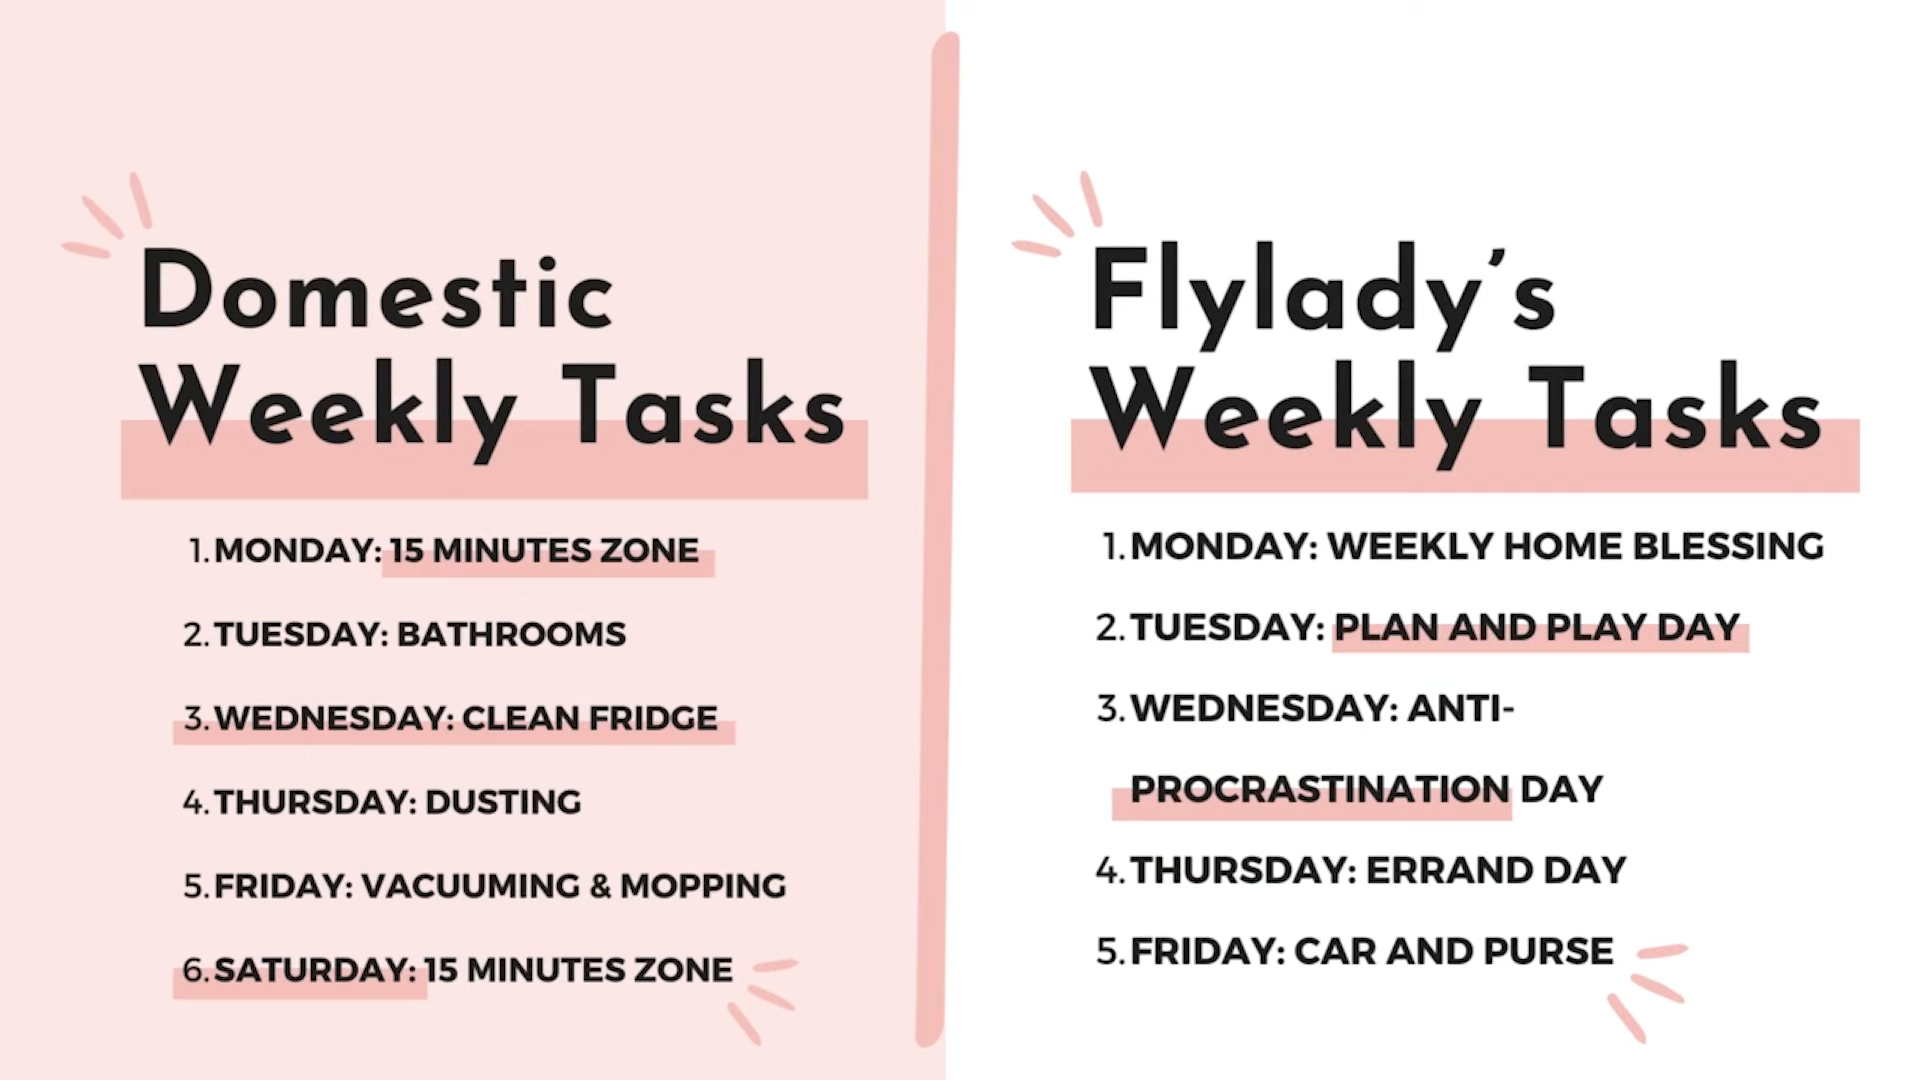 Domestic
Weekly Tasks
1. MONDAY: 15 MINUTES ZONE
2. TUESDAY: BATHROOMS
3. WEDNESDAY: CLEAN FRIDGE
4. THURSDAY: DUSTING
5. FRIDAY: VACUUMING & MOPPING
6. SATURDAY: 15 MINUTES ZONE
Flylady's
Weekly Tasks
1. MONDAY: WEEKLY HOME BLESSING
2. TUESDAY: PLAN AND PLAY DAY
3. WEDNESDAY: ANTI-
PROCRASTINATION DAY
4. THURSDAY: ERRAND DAY
5. FRIDAY: CAR AND PURSE